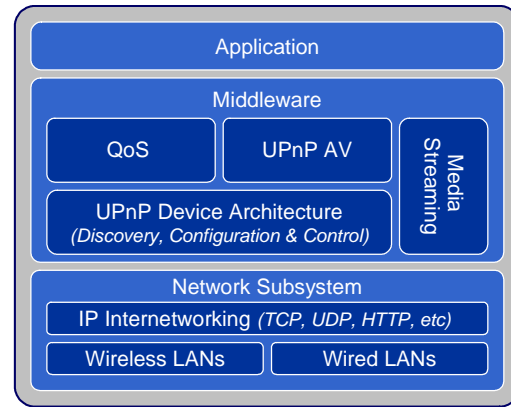 Application
Middleware
QoS
UPnP AV
Media
Streaming
UPnP Device Architecture
(Discovery, Configuration & Control)
Network Subsystem
IP Internetworking (TCP, UDP, HTTP, etc)
Wireless LANs
Wired LANs